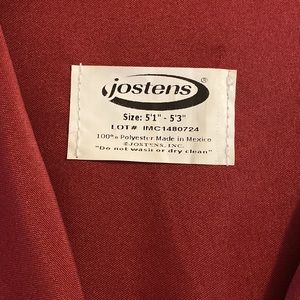 jostens®
Size: 5'1" - 5'3"
LOT# IMC1480724
100% Polyester Made in Mexico
©JOSTENS, INC.
"Do not wash or dry clean"